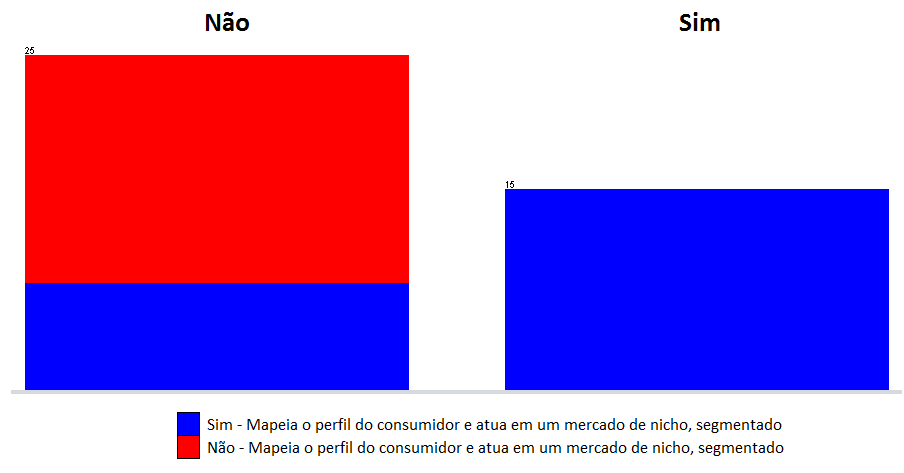 Não
Sim
25
15
Sim - Mapeia o perfil do consumidor e atua em um mercado de nicho, segmentado
Não - Mapeia o perfil do consumidor e atua em um mercado de nicho, segmentado